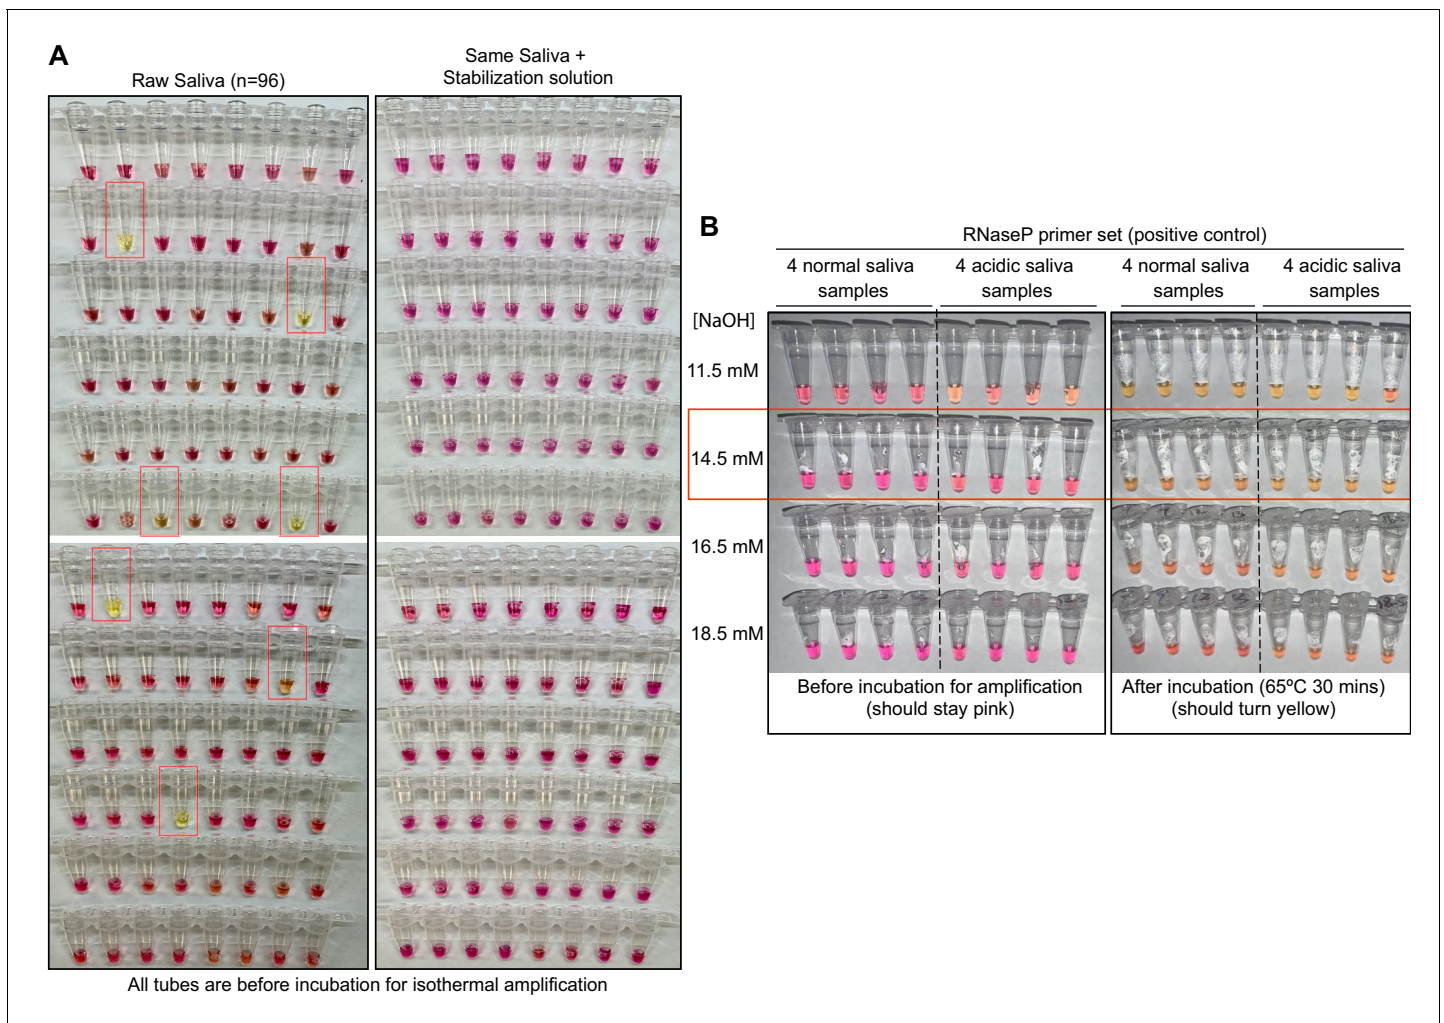 A
Raw Saliva (n=96)
Same Saliva +
Stabilization solution
All tubes are before incubation for isothermal amplification
B
RNaseP primer set (positive control)
4 normal saliva
samples
4 acidic saliva
samples
4 normal saliva
samples
4 acidic saliva
samples
[NaOH]
11.5 mM
14.5 mM
16.5 mM
18.5 mM
Before incubation for amplification
(should stay pink)
After incubation (65ºC 30 mins)
(should turn yellow)